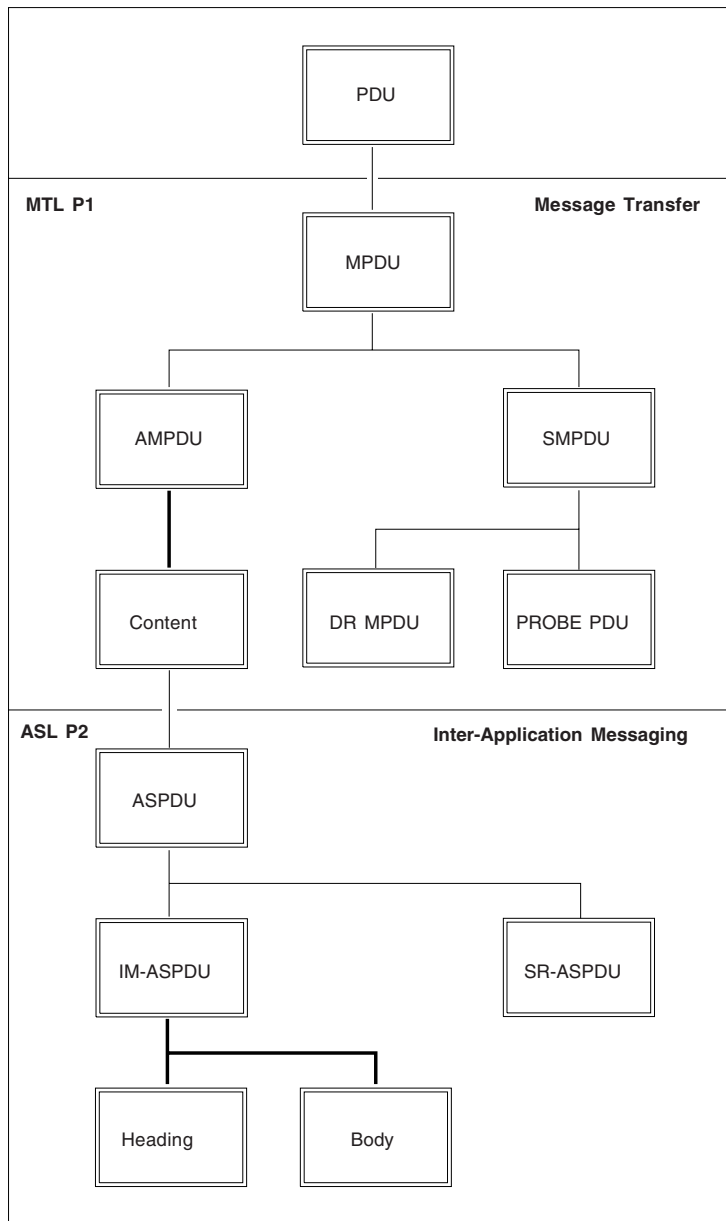 PDU
MTL P1
Message Transfer
MPDU
AMPDU
SMPDU
Content
DR MPDU
PROBE PDU
ASL P2
Inter-Application Messaging
ASPDU
IM-ASPDU
SR-ASPDU
Heading
Body